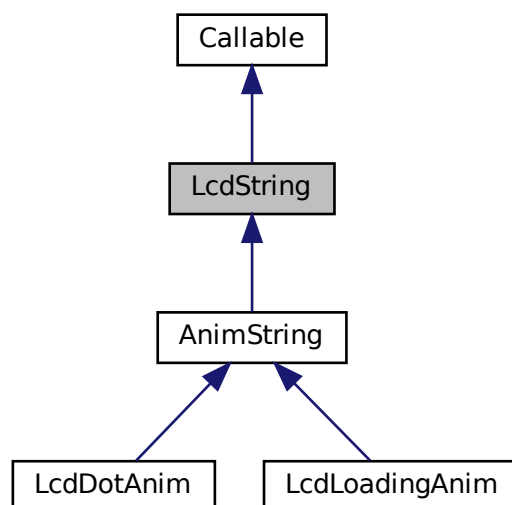 Callable
LcdString
AnimString
LcdDotAnim
LcdLoadingAnim